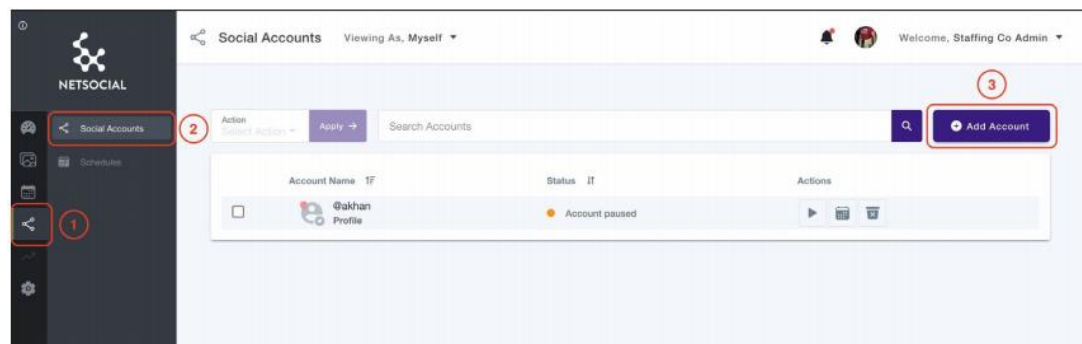 Social Accounts
Viewing As, Myself
Welcome, Staffing Co Admin
NETSOCIAL
3
Social Accounts
2
Action
Select Action
Apply →
Search Accounts
Add Account
Schedules
Account Name
Status
Actions
@akhan
Profile
Account paused
1